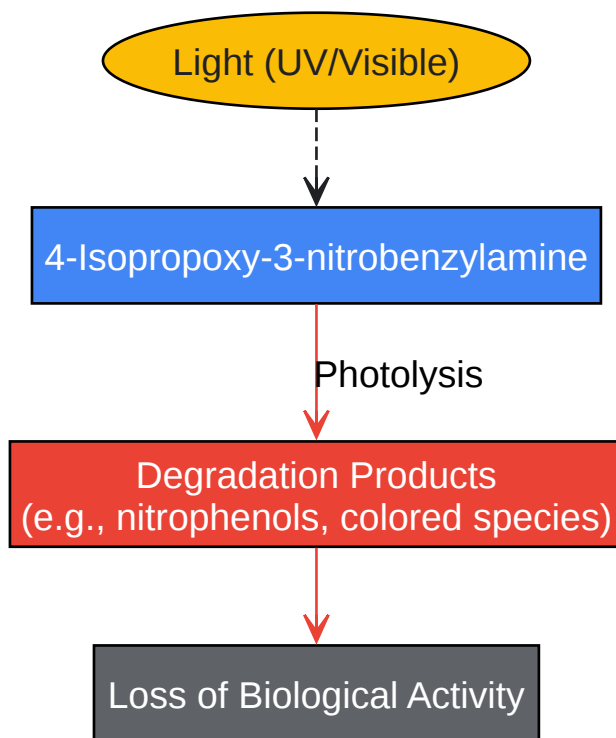 Light (UV/Visible)
4-Isopropoxy-3-nitrobenzylamine
Photolysis
Degradation Products
(e.g., nitrophenols, colored species)
Loss of Biological Activity